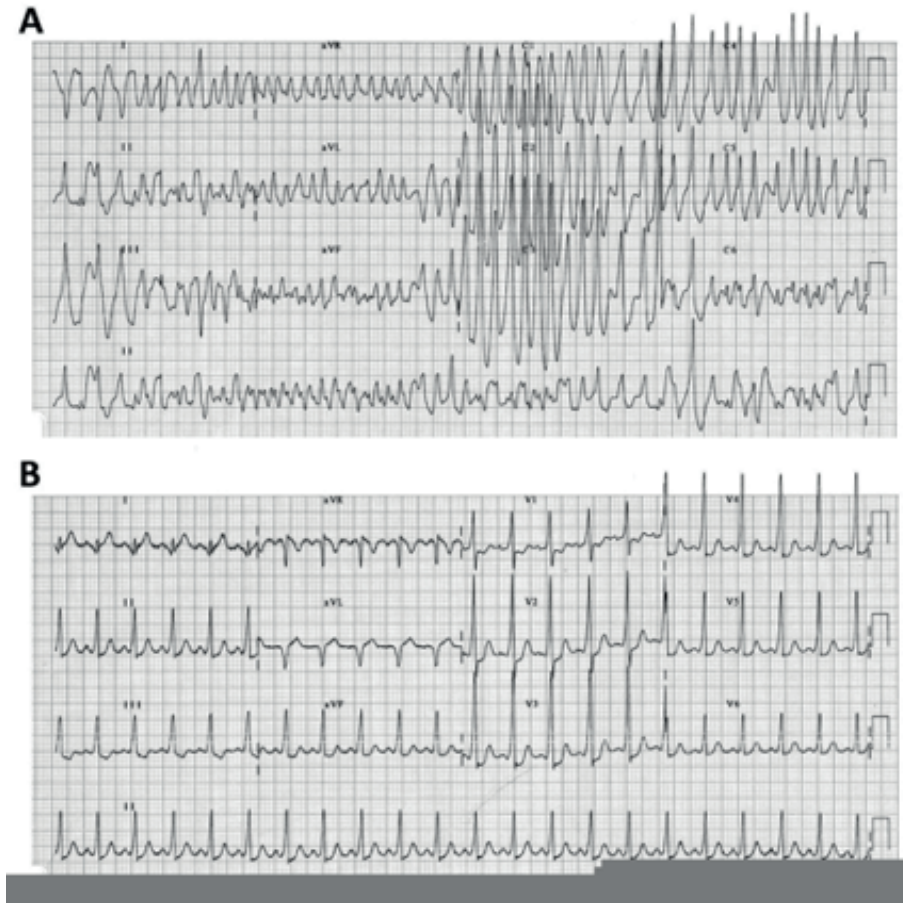 A
I aVR C1 C4
II aVL C2 C5
III aVF C3 C6
II
B
I aVR V1 V4
II aVL V2 V5
III aVF V3 V6
II